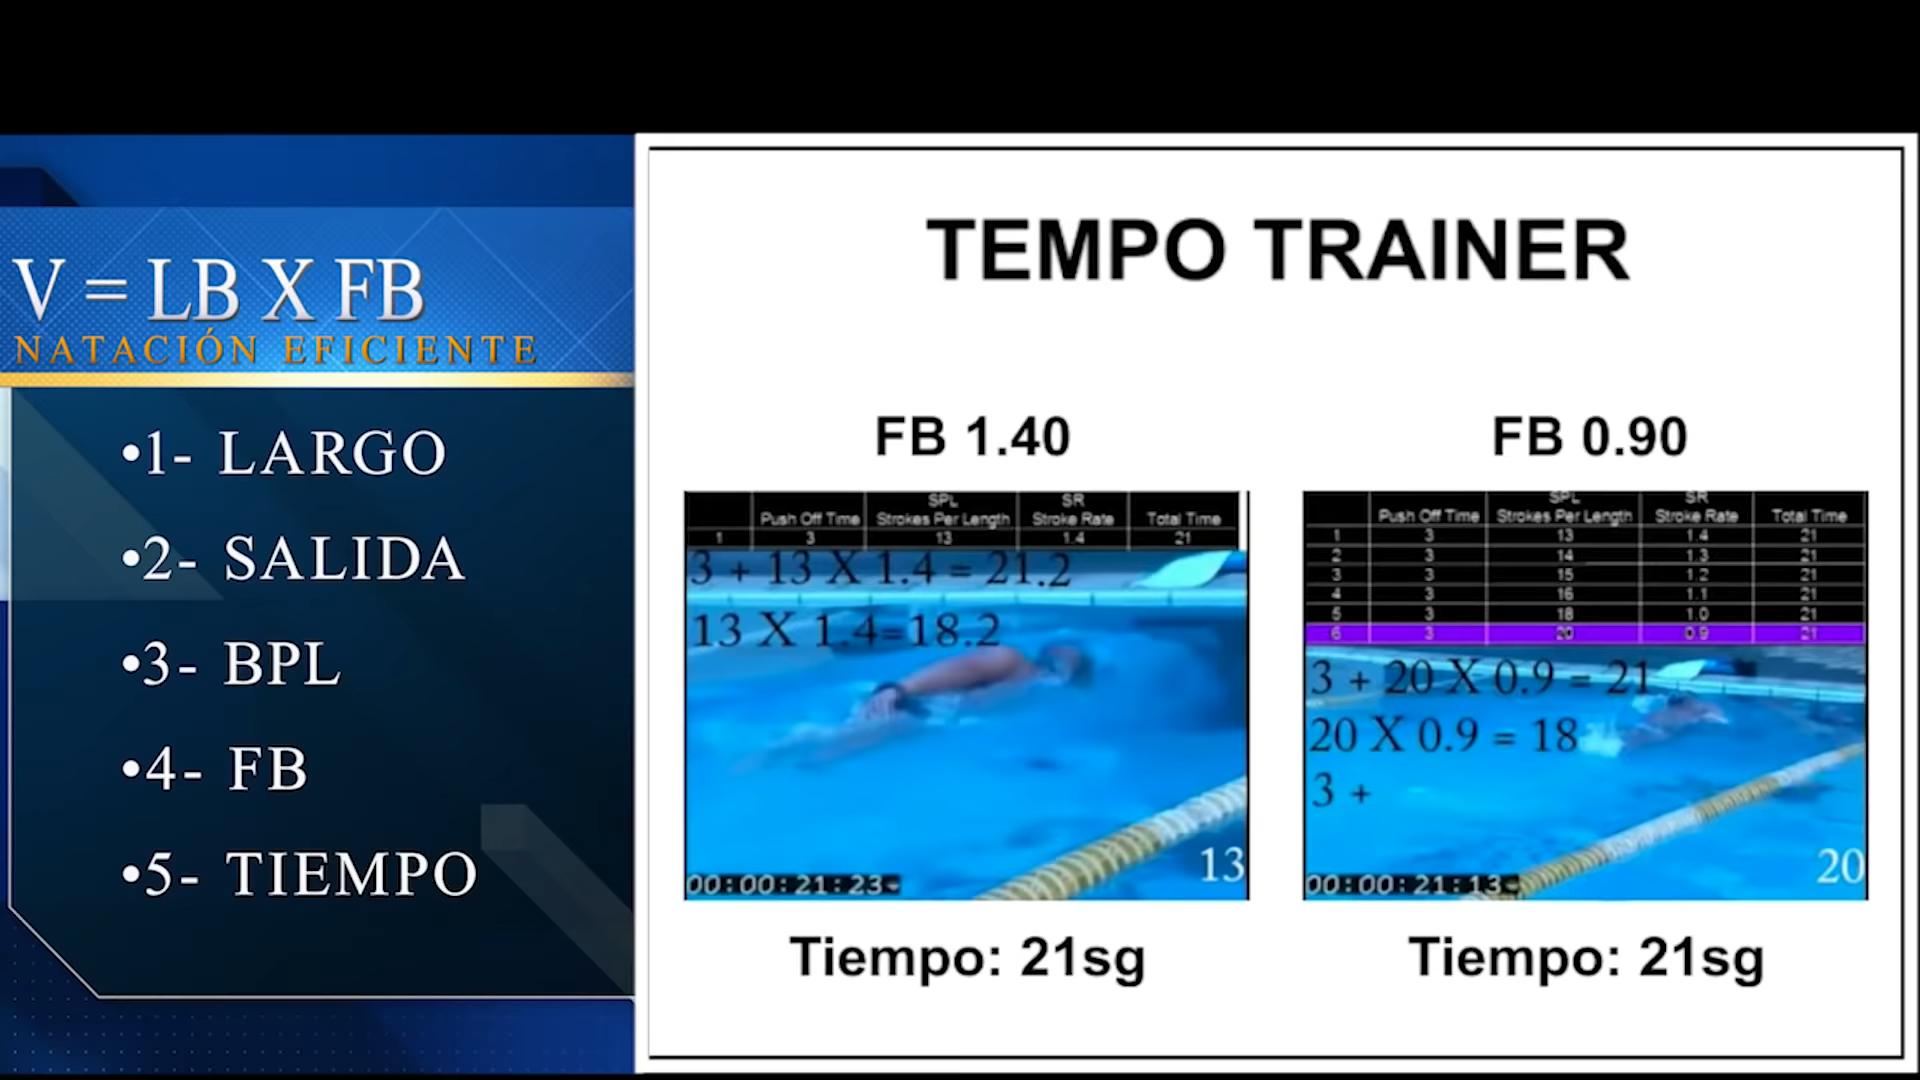 V = LB X FB
NATACIÓN EFICIENTE
•1- LARGO
•2- SALIDA
•3- BPL
•4- FB
•5- TIEMPO
TEMPO TRAINER
FB 1.40
SPL SR
Push Off Time Strokes Per Length Stroke Rate Total Time
1 3 13 1.4 21
3 + 13 X 1.4 = 21.2
13 X 1.4=18.2
13
00:00:21:23
Tiempo: 21sg
FB 0.90
SPL SR
Push Off Time Strokes Per Length Stroke Rate Total Time
1 3 13 1.4 21
2 3 14 1.3 21
3 3 15 1.2 21
4 3 16 1.1 21
5 3 18 1.0 21
6 3 20 0.9 21
3 + 20 X 0.9 = 21
20 X 0.9 = 18
3 +
20
00:00:21:13
Tiempo: 21sg